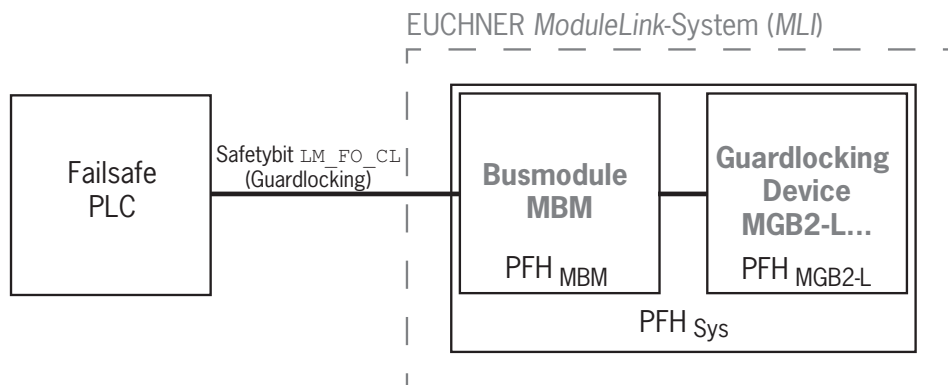 EUCHNER ModuleLink-System (MLI)
Failsafe
PLC
Safetybit LM_FO_CL
(Guardlocking)
Busmodule
MBM
PFH MBM
Guardlocking
Device
MGB2-L...
PFH MGB2-L
PFH Sys